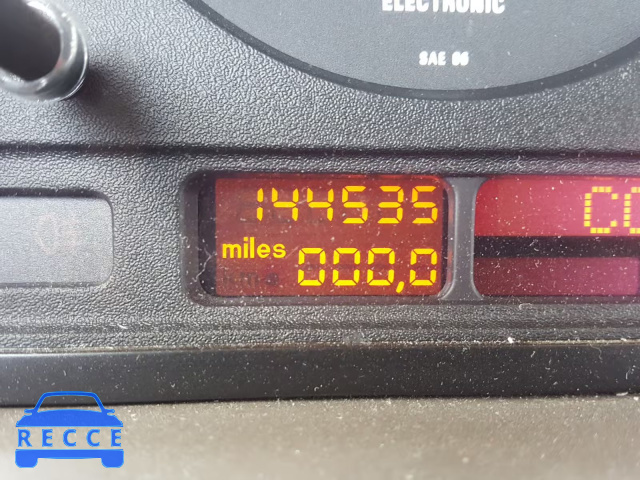 ELECTRONIC
SAE 06
144535
miles
000,0
RECCE